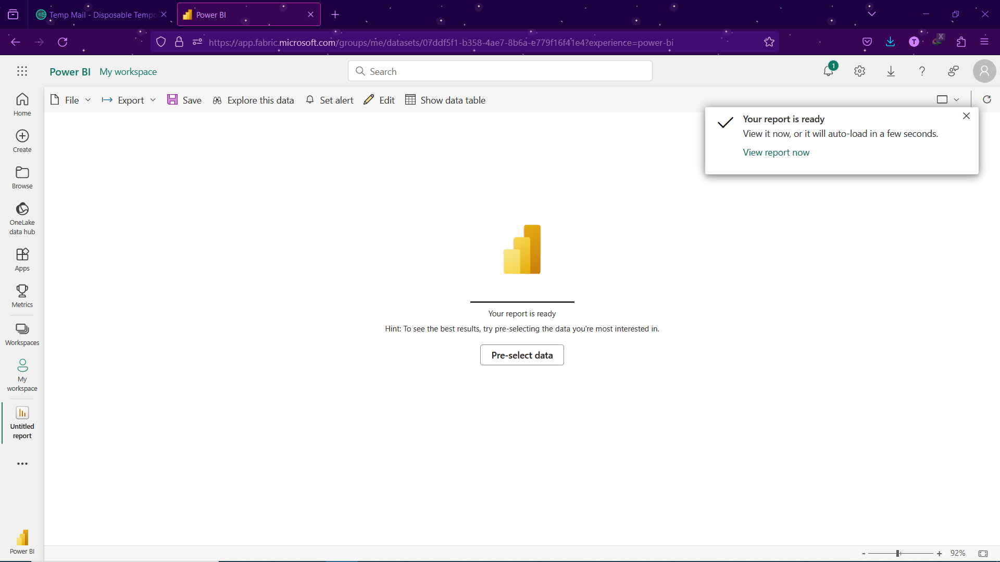 Temp Mail - Disposable Tempo
Power BI
https://app.fabric.microsoft.com/groups/me/datasets/07ddf5f1-b358-4ae7-8b6a-e779f16f41e4?experience=power-bi
T
X
Power BI My workspace
Search
1
File
Export
Save
Explore this data
Set alert
Edit
Show data table
Your report is ready
View it now, or it will auto-load in a few seconds.
View report now
Home
Create
Browse
OneLake
data hub
Apps
Metrics
Workspaces
My
workspace
Untitled
report
Power BI
Your report is ready
Hint: To see the best results, try pre-selecting the data you're most interested in.
Pre-select data
- + 92%